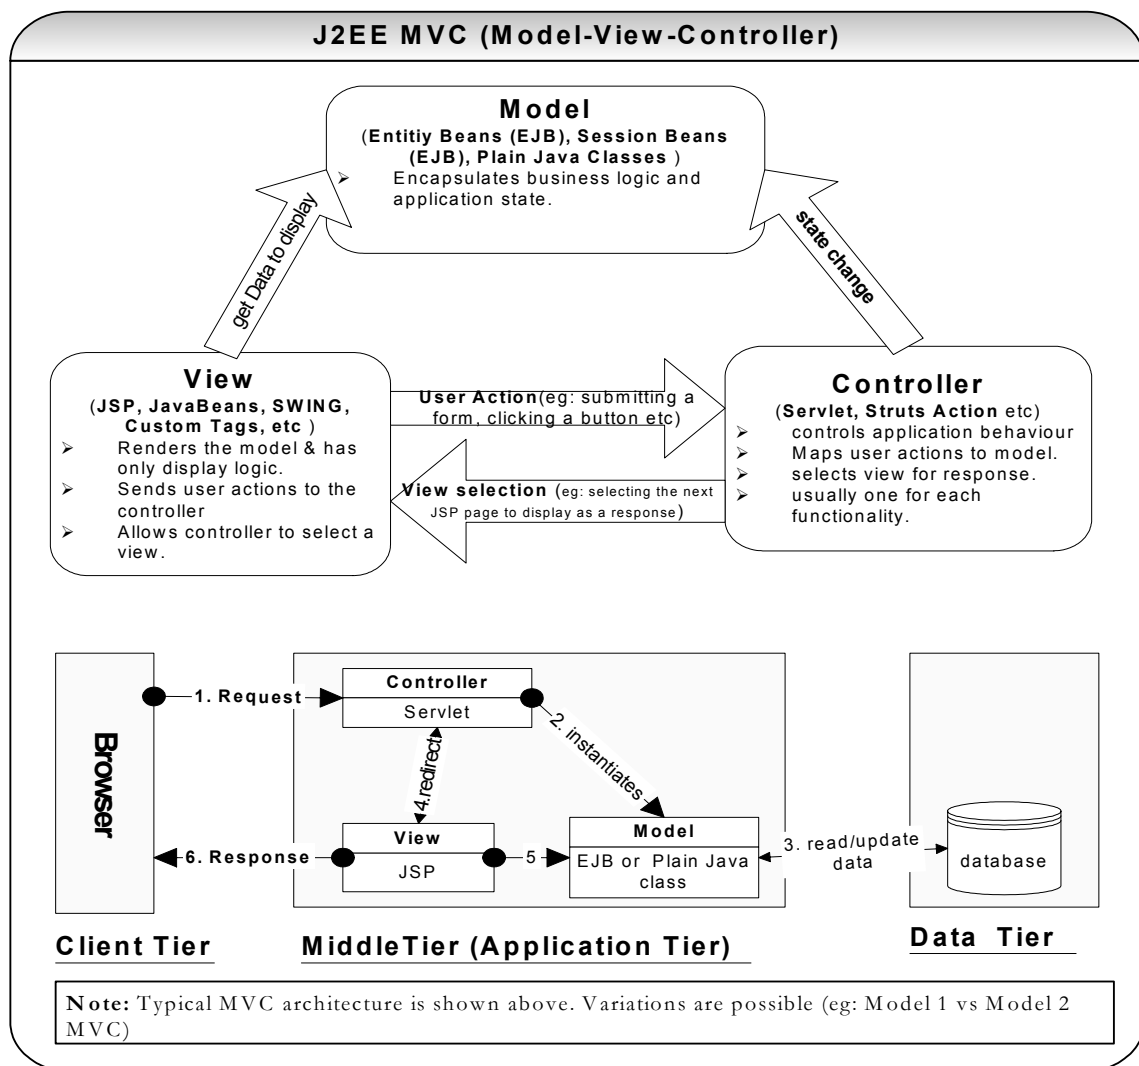 J2EE MVC (Model-View-Controller)
Model
(Entitiy Beans (EJB), Session Beans
(EJB), Plain Java Classes )
➢ Encapsulates business logic and
application state.
get Data to display
state change
View
(JSP, JavaBeans, SWING,
Custom Tags, etc )
➢ Renders the model & has
only display logic.
➢ Sends user actions to the
controller
➢ Allows controller to select a
view.
User Action(eg: submitting a
form, clicking a button etc)
View selection (eg: selecting the next
JSP page to display as a response)
Controller
(Servlet, Struts Action etc)
➢ controls application behaviour
➢ Maps user actions to model.
➢ selects view for response.
➢ usually one for each
functionality.
Browser
1. Request
Controller
Servlet
2. instantiates
4.redirect
View
JSP
6. Response
5
Model
EJB or Plain Java
class
3. read/update
data
database
Client Tier
MiddleTier (Application Tier)
Data Tier
Note: Typical MVC architecture is shown above. Variations are possible (eg: Model 1 vs Model 2
MVC)